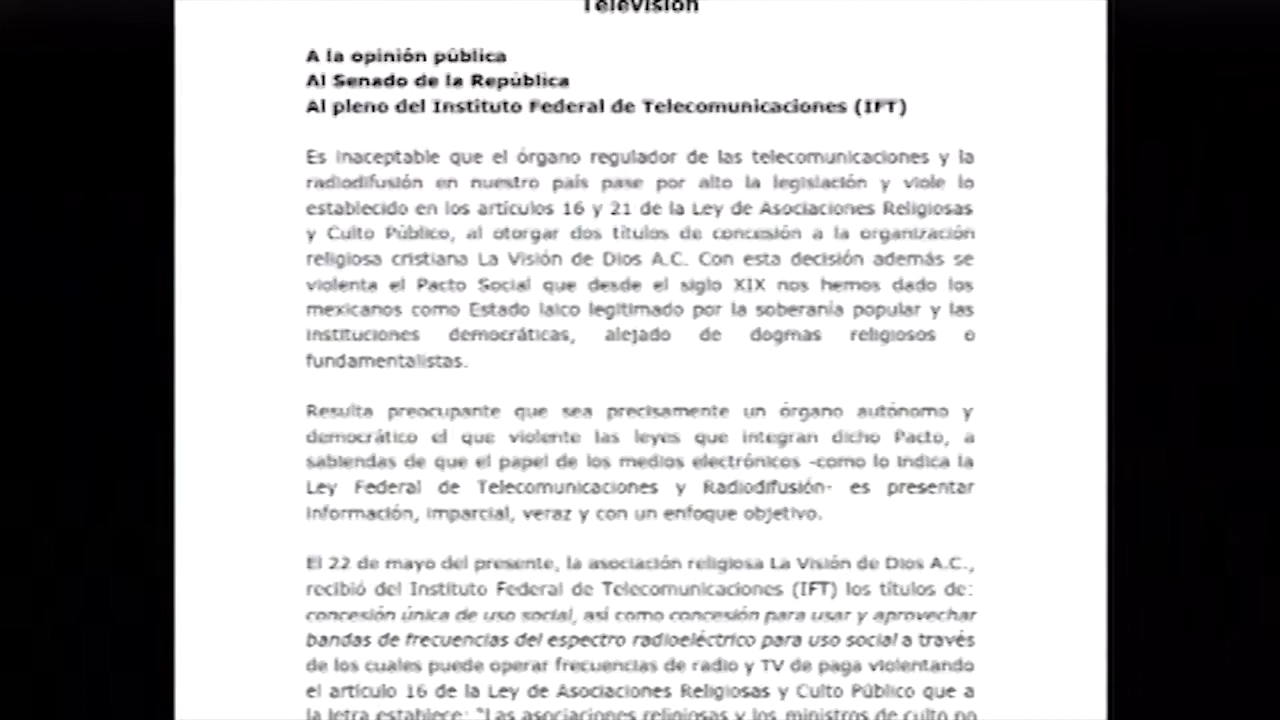 Televisión
A la opinión pública
Al Senado de la República
Al pleno del Instituto Federal de Telecomunicaciones (IFT)
Es inaceptable que el órgano regulador de las telecomunicaciones y la
radiodifusión en nuestro país pase por alto la legislación y viole lo
establecido en los artículos 16 y 21 de la Ley de Asociaciones Religiosas
y Culto Público, al otorgar dos títulos de concesión a la organización
religiosa cristiana La Visión de Dios A.C. Con esta decisión además se
violenta el Pacto Social que desde el siglo XIX nos hemos dado los
mexicanos como Estado laico legitimado por la soberanía popular y las
instituciones democráticas, alejado de dogmas religiosos o
fundamentalistas.
Resulta preocupante que sea precisamente un órgano autónomo y
democrático el que violente las leyes que integran dicho Pacto, a
sabiendas de que el papel de los medios electrónicos -como lo indica la
Ley Federal de Telecomunicaciones y Radiodifusión- es presentar
información, imparcial, veraz y con un enfoque objetivo.
El 22 de mayo del presente, la asociación religiosa La Visión de Dios A.C.,
recibió del Instituto Federal de Telecomunicaciones (IFT) los títulos de:
concesión única de uso social, así como concesión para usar y aprovechar
bandas de frecuencias del espectro radioeléctrico para uso social a través
de los cuales puede operar frecuencias de radio y TV de paga violentando
el artículo 16 de la Ley de Asociaciones Religiosas y Culto Público que a
la letra establece: "Las asociaciones religiosas y los ministros de culto no